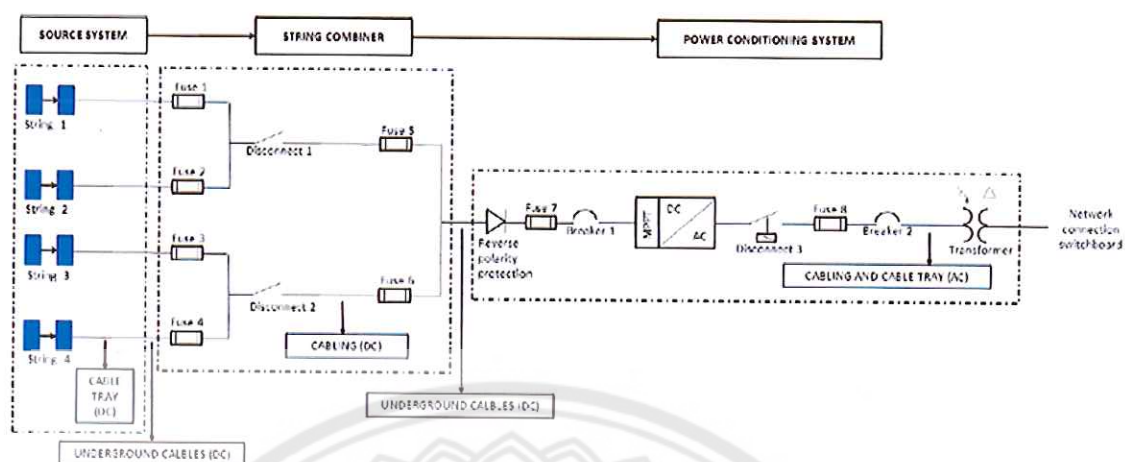 SOURCE SYSTEM
STRING COMBINER
POWER CONDITIONING SYSTEM
String 1
String 2
String 3
String 4
Fuse 1
Fuse 2
Fuse 3
Fuse 4
Disconnect 1
Disconnect 2
Fuse 5
Fuse 6
CABLING (DC)
CABLE
TRAY
(DC)
UNDERGROUND CALBLES (DC)
UNDERGROUND CALBLES (DC)
Reverse
polarity
protection
Fuse 7
Breaker 1
MPPT
DC
AC
Disconnect 3
Fuse 8
Breaker 2
Transformer
CABLING AND CABLE TRAY (AC)
Network
connection
switchboard